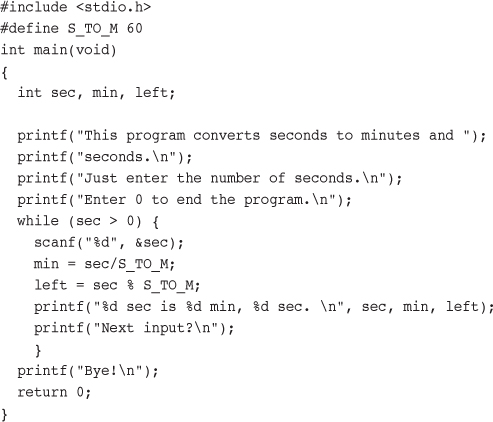 #include <stdio.h>
#define S_TO_M 60
int main(void)
{
  int sec, min, left;

  printf("This program converts seconds to minutes and ");
  printf("seconds.\n");
  printf("Just enter the number of seconds.\n");
  printf("Enter 0 to end the program.\n");
  while (sec > 0) {
    scanf("%d", &sec);
    min = sec/S_TO_M;
    left = sec % S_TO_M;
    printf("%d sec is %d min, %d sec. \n", sec, min, left);
    printf("Next input?\n");
    }
  printf("Bye!\n");
  return 0;
}